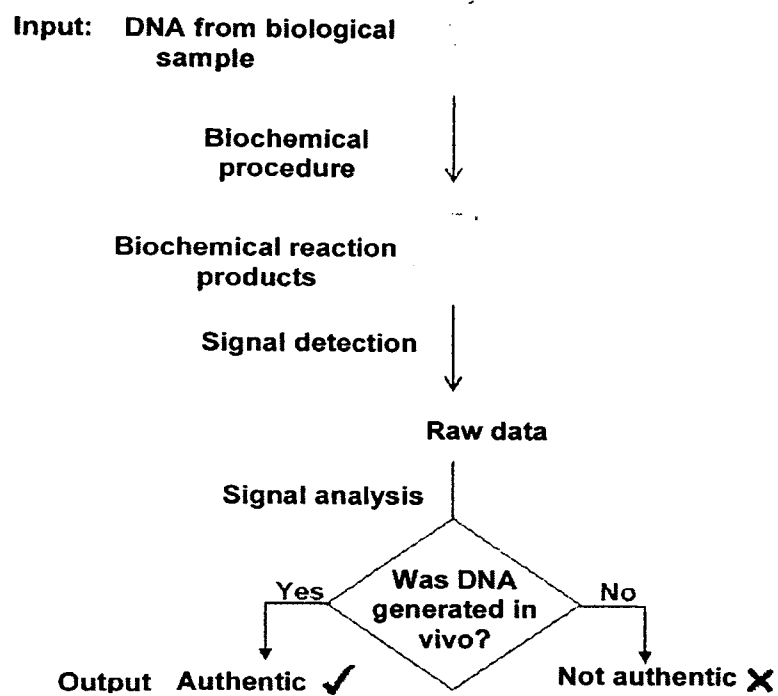 Input: DNA from biological
sample
Biochemical
procedure
Biochemical reaction
products
Signal detection
Raw data
Signal analysis
Yes
Was DNA
generated in
vivo?
No
Output Authentic ✓
Not authentic ✗